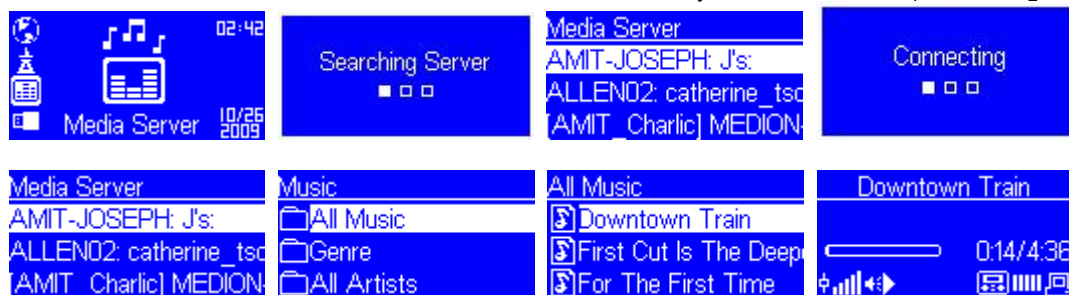 02:42
Media Server
10/26
2009
Searching Server
Media Server
AMIT-JOSEPH: J's:
ALLEN02: catherine_tsc
[AMIT_Charlic] MEDION-
Connecting
Media Server
AMIT-JOSEPH: J's:
ALLEN02: catherine_tsc
[AMIT_Charlic] MEDION-
Music
All Music
Genre
All Artists
All Music
Downtown Train
First Cut Is The Deep
For The First Time
Downtown Train
0:14/4:36